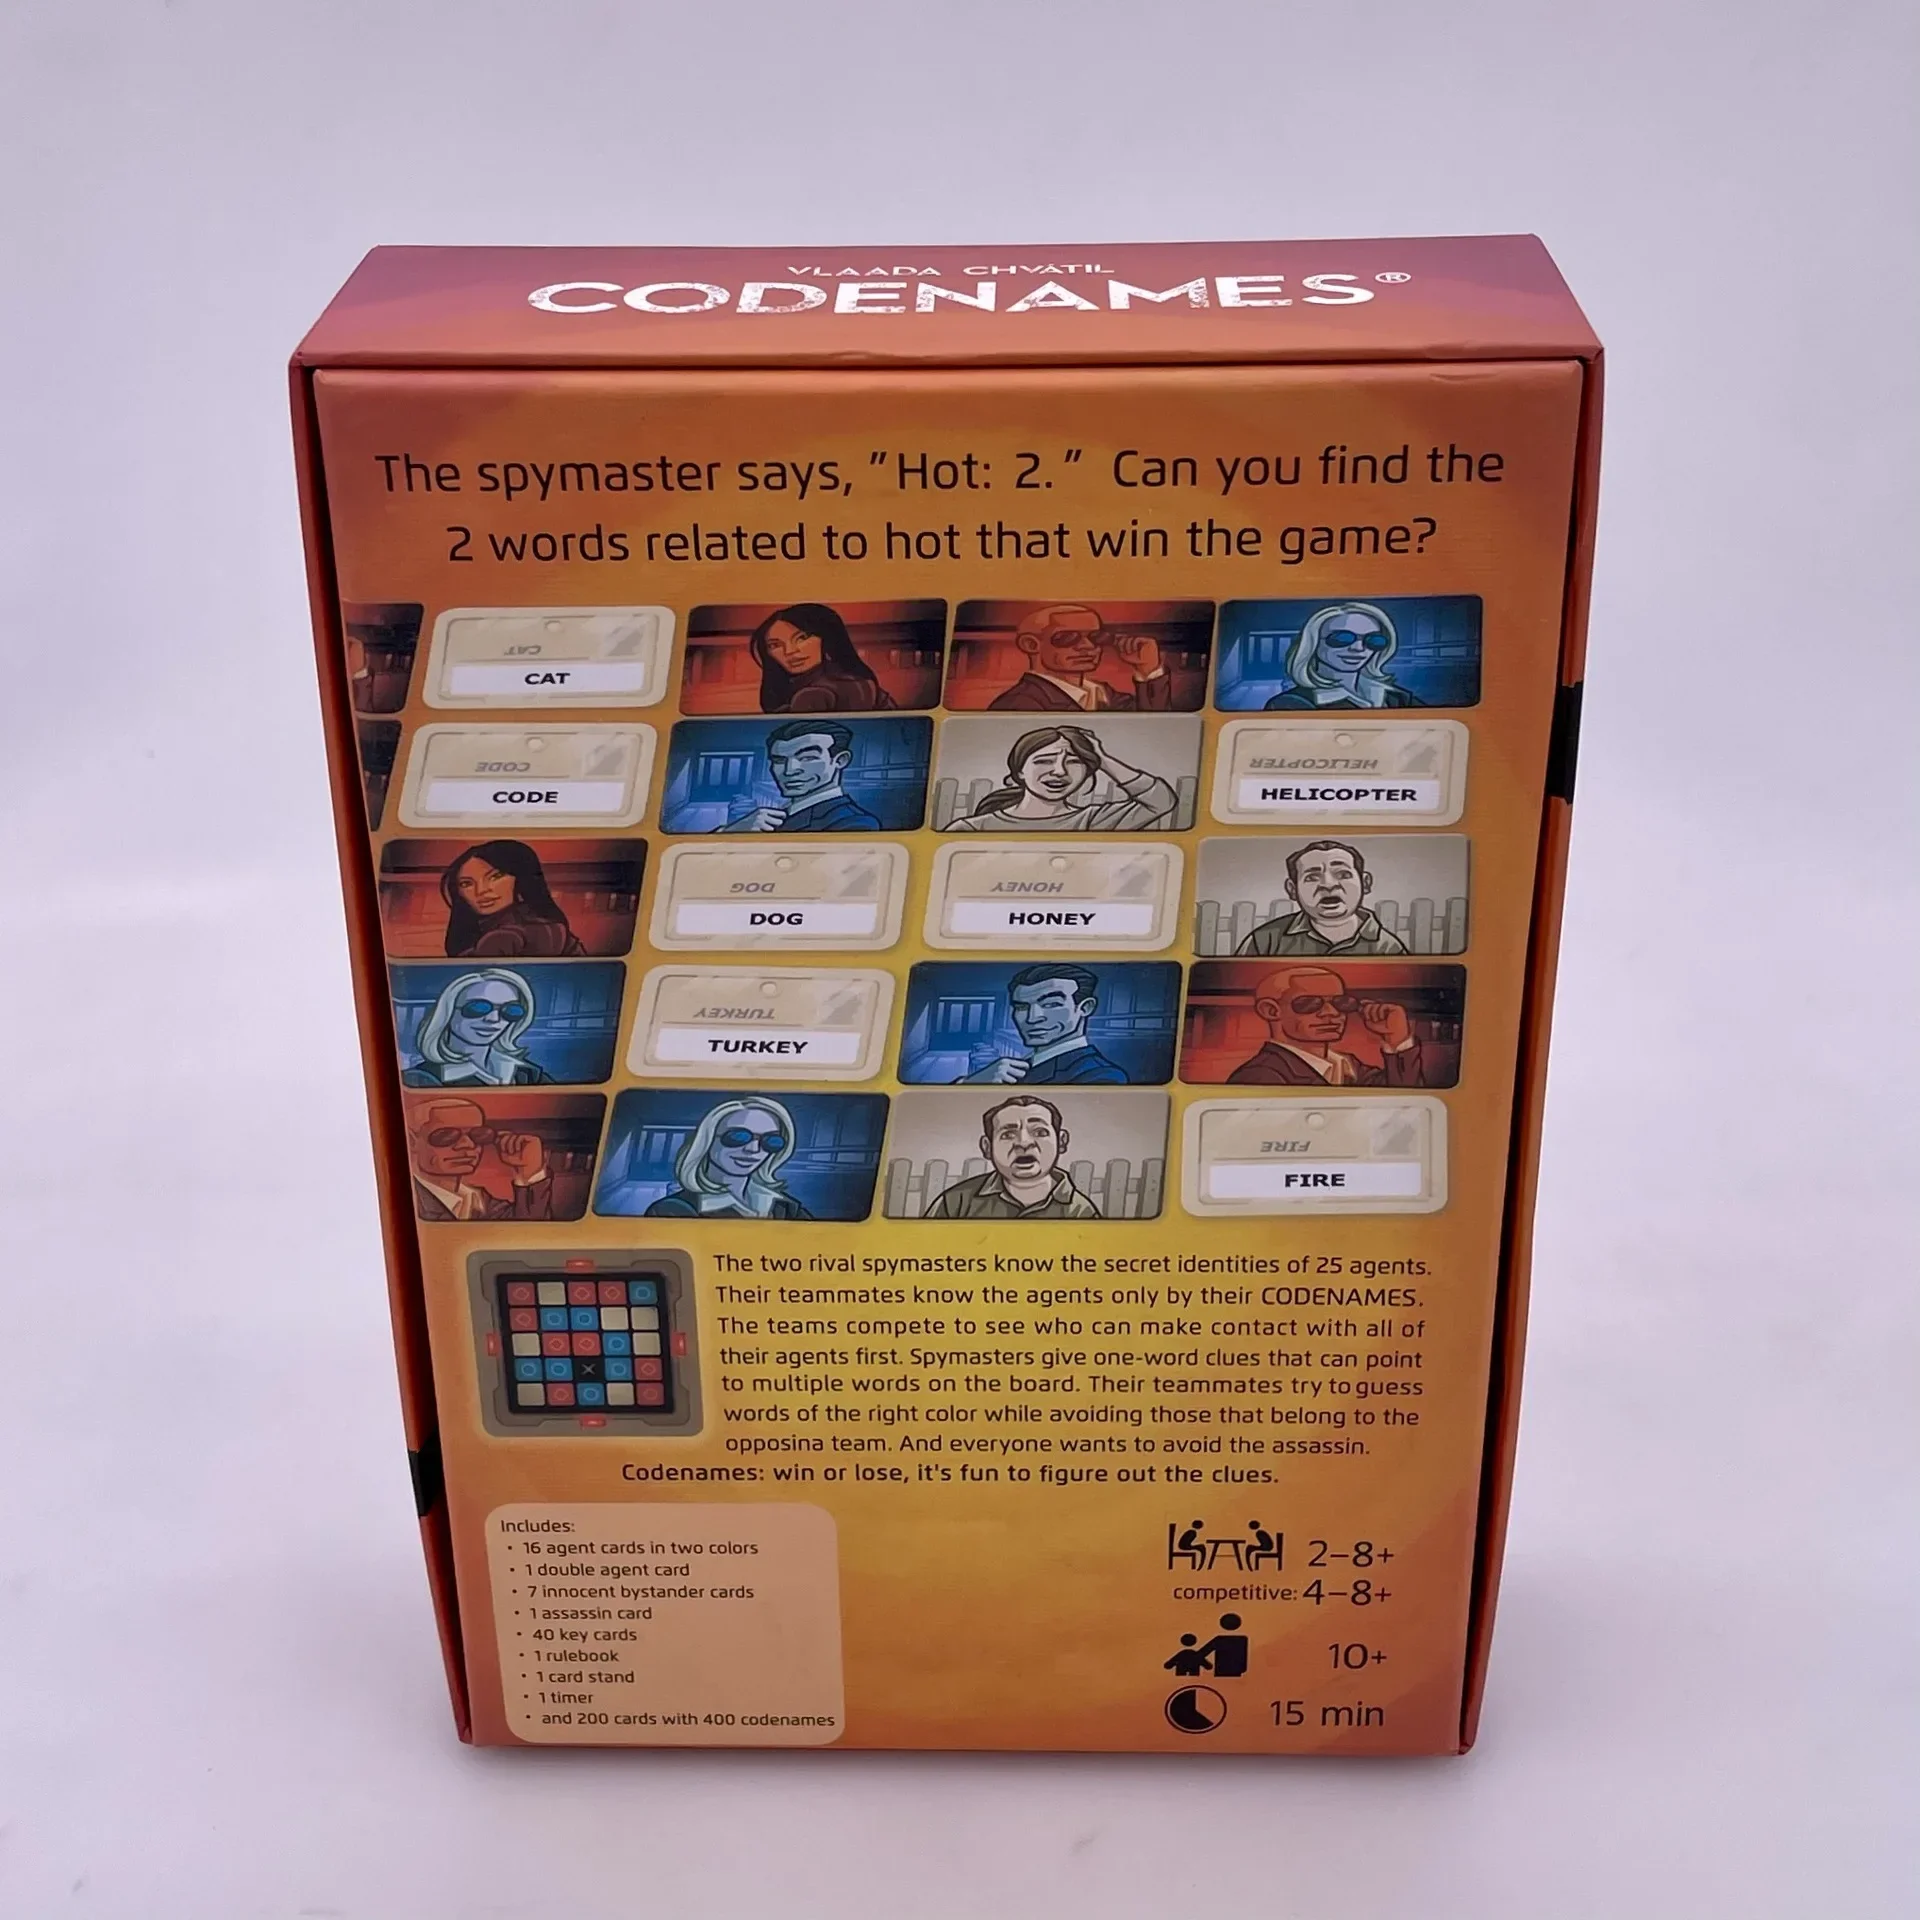 VLAADA CHVÁTIL
CODENAMES®
The spymaster says, "Hot: 2." Can you find the
2 words related to hot that win the game?
CAT
CAT
CODE
CODE
HELICOPTER
HELICOPTER
DOG
DOG
HONEY
HONEY
TURKEY
TURKEY
FIRE
FIRE
The two rival spymasters know the secret identities of 25 agents.
Their teammates know the agents only by their CODENAMES.
The teams compete to see who can make contact with all of
their agents first. Spymasters give one-word clues that can point
to multiple words on the board. Their teammates try to guess
words of the right color while avoiding those that belong to the
opposina team. And everyone wants to avoid the assassin.
Codenames: win or lose, it's fun to figure out the clues.
Includes:
• 16 agent cards in two colors
• 1 double agent card
• 7 innocent bystander cards
• 1 assassin card
• 40 key cards
• 1 rulebook
• 1 card stand
• 1 timer
• and 200 cards with 400 codenames
2–8+
competitive: 4–8+
10+
15 min